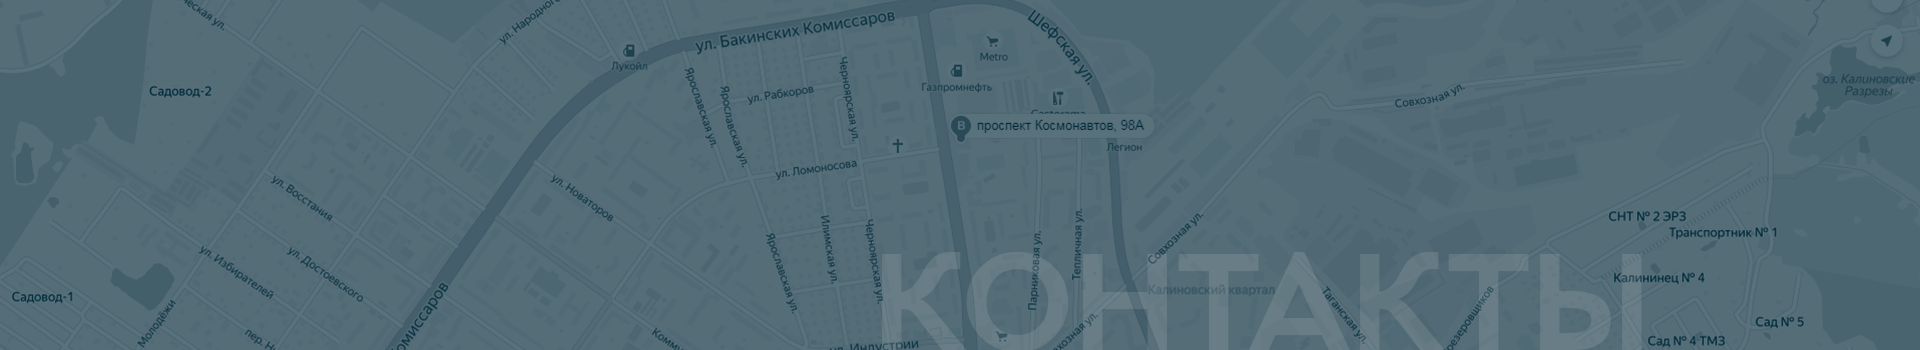 ул. Бакинских Комиссаров
Шефская ул.
Metro
Лукойл
Газпромнефть
Садовод-2
ул. Рабкоров
Ярославская ул.
Ярославская ул.
Черноярская ул.
Совхозная ул.
оз. Калиновские
Разрезы
Castorama
проспект Космонавтов, 98А
Легион
ул. Ломоносова
ул. Восстания
ул. Новаторов
СНТ № 2 ЭРЗ
Транспортник № 1
ул. Избирателей
ул. Достоевского
Ярославская ул.
Илимская ул.
Черноярская ул.
Парниковая ул.
Тепличная ул.
Совхозная ул.
Калининец № 4
КОНТАКТЫ
Калиновский квартал
Садовод-1
Молодёжи
Таганская ул.
Сад № 5
Сад № 4 ТМЗ
ул. Индустрии